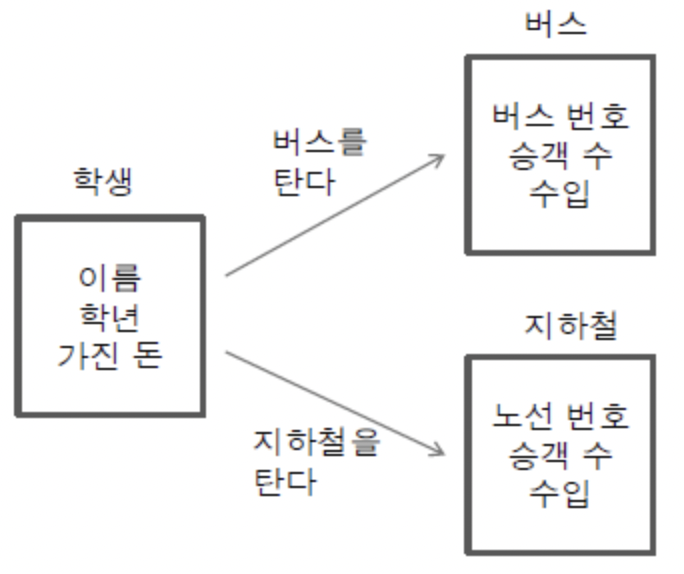 버스
버스 번호
승객 수
수입
버스를
탄다
학생
이름
학년
가진 돈
지하철을
탄다
지하철
노선 번호
승객 수
수입